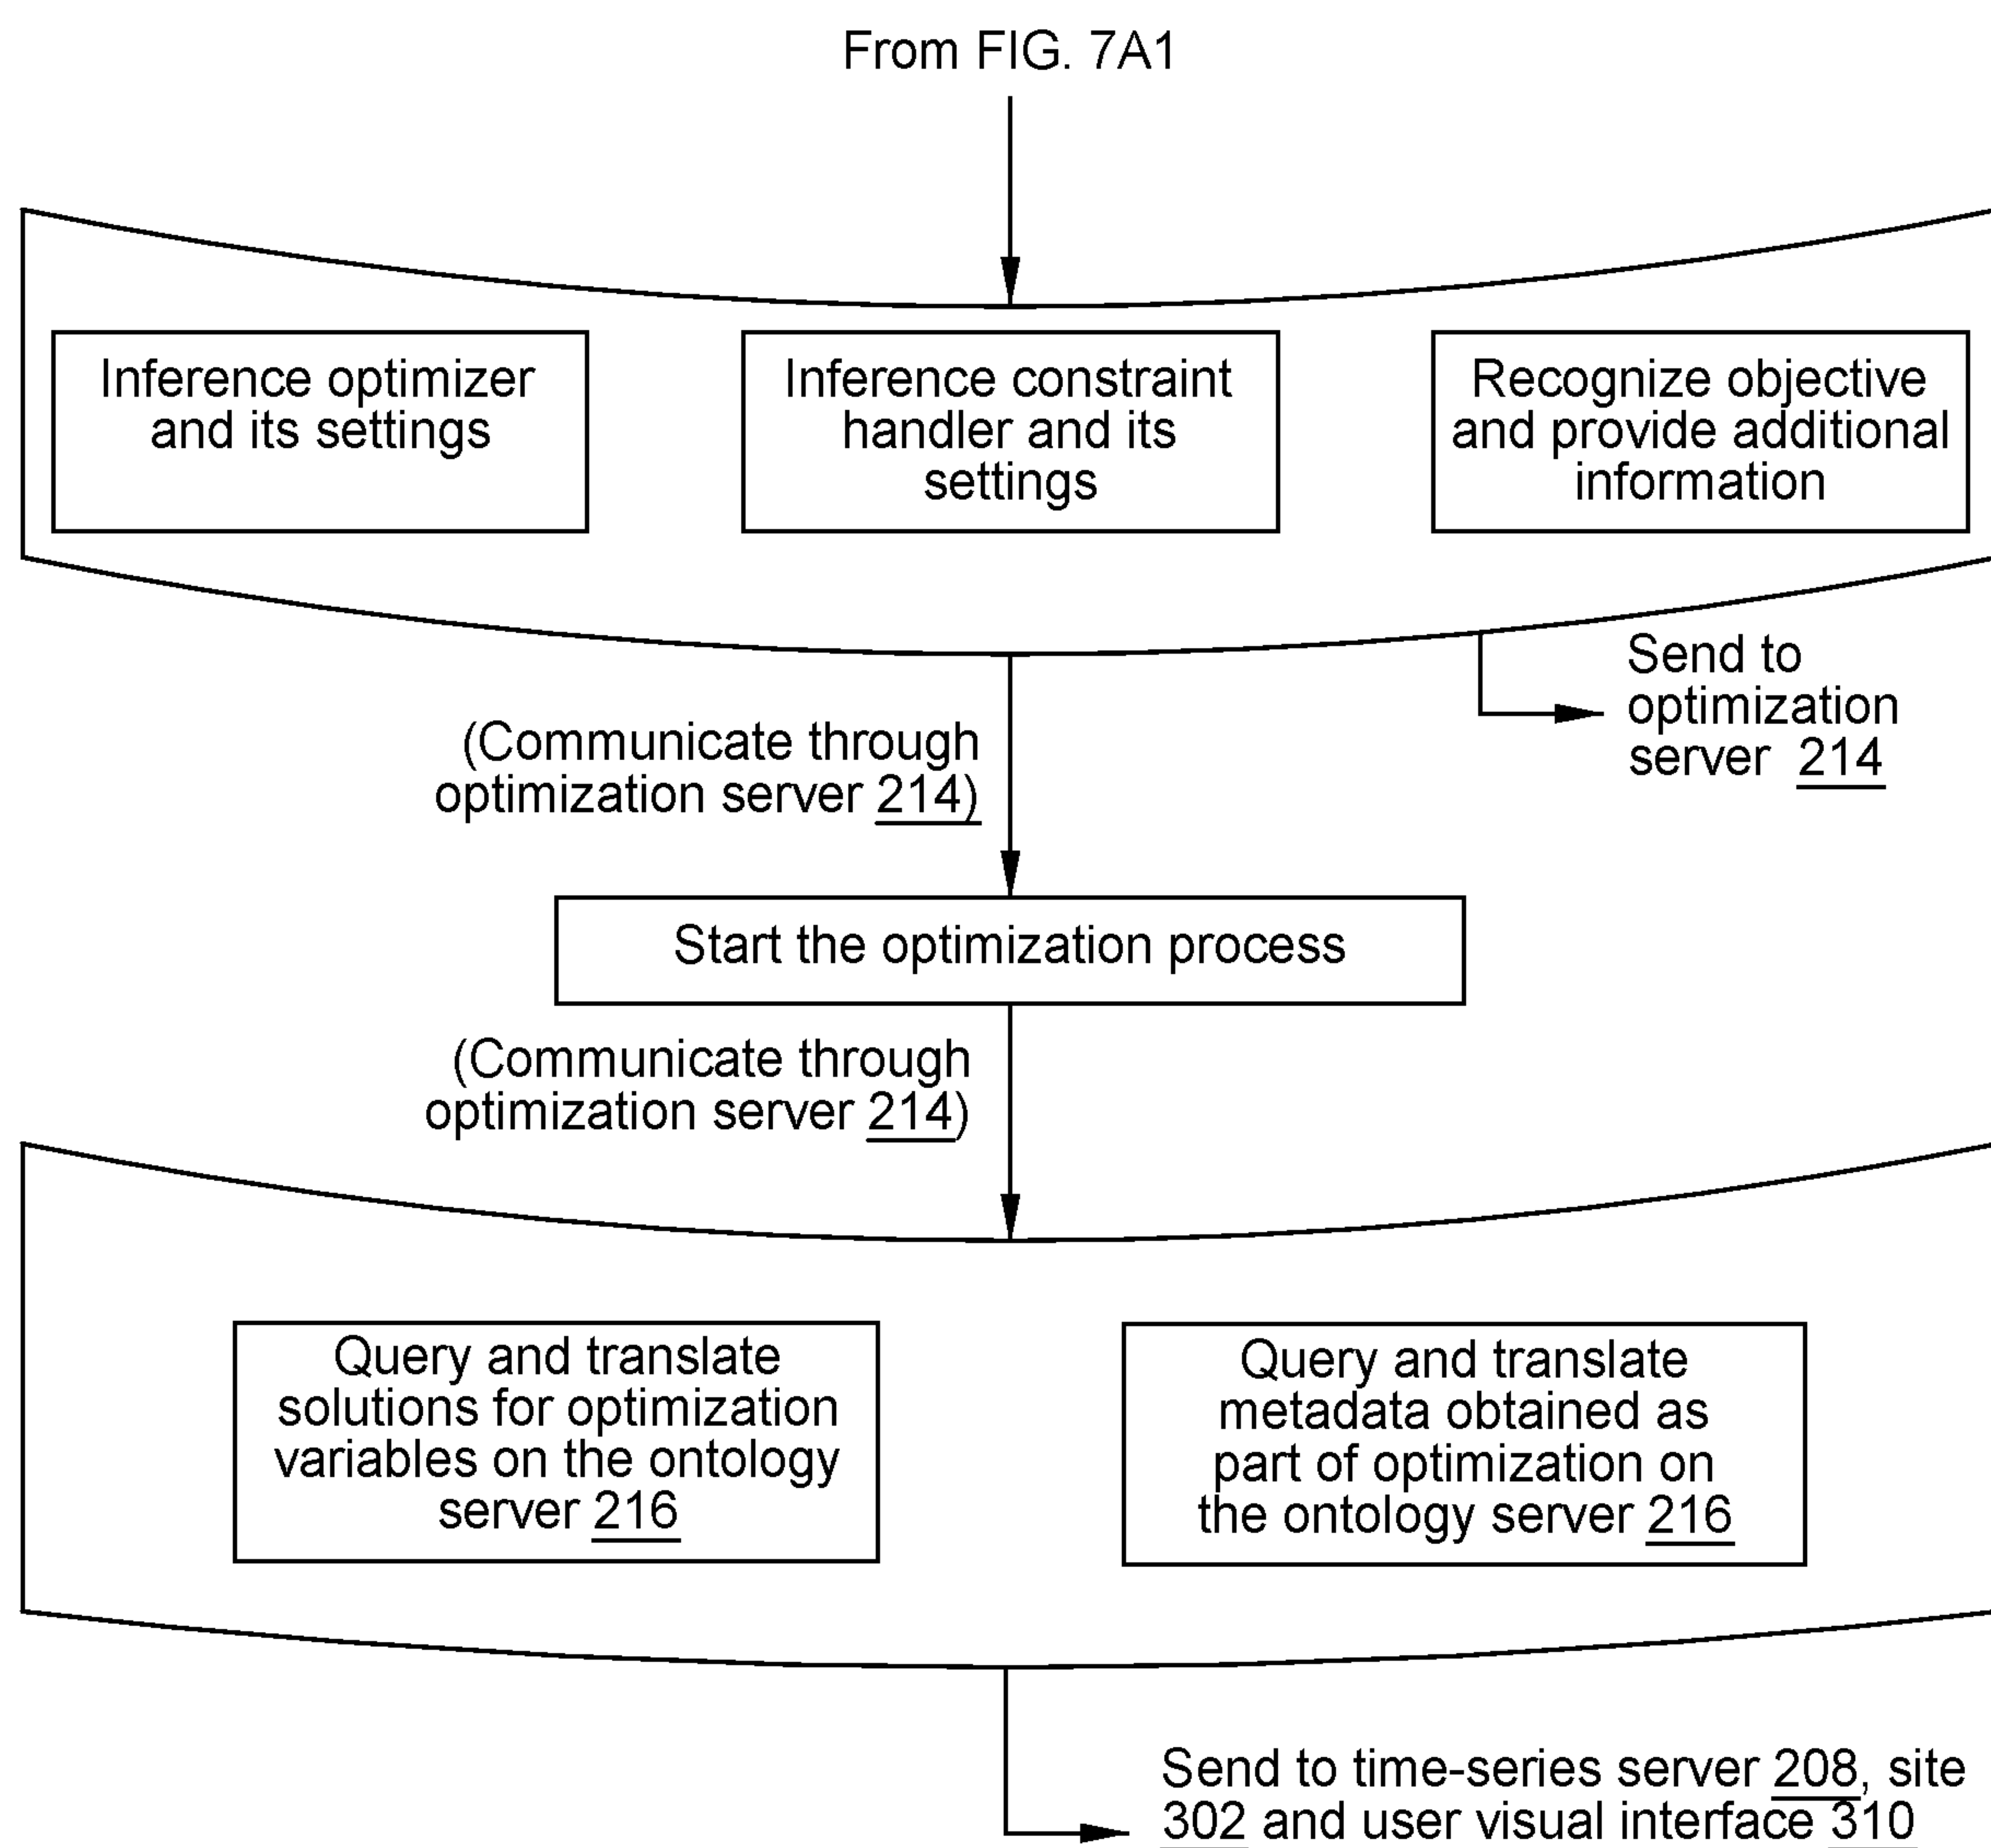 From FIG. 7A1
Inference optimizer
and its settings
Inference constraint
handler and its
settings
Recognize objective
and provide additional
information
Send to
optimization
server 214
(Communicate through
optimization server 214)
Start the optimization process
(Communicate through
optimization server 214)
Query and translate
solutions for optimization
variables on the ontology
server 216
Query and translate
metadata obtained as
part of optimization on
the ontology server 216
Send to time-series server 208, site
302 and user visual interface 310